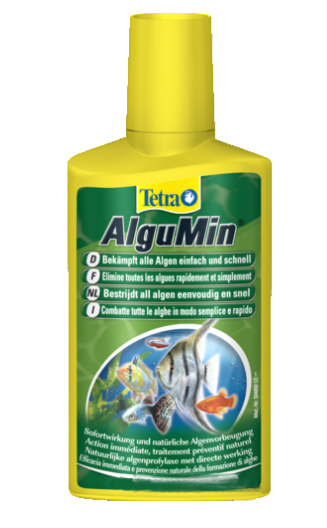 Tetra
AlguMin®
D Bekämpft alle Algen einfach und schnell
F Elimine toutes les algues rapidement et simplement
NL Bestrijdt all algen eenvoudig en snel
I Combatte tutte le alghe in modo semplice e rapido
Sofortwirkung und natürliche Algenvorbeugung
Action immédiate, traitement préventif naturel
Natuurlijke algenprofylaxe met directe werking
Efficacia immediata e prevenzione naturale della formazione di alghe